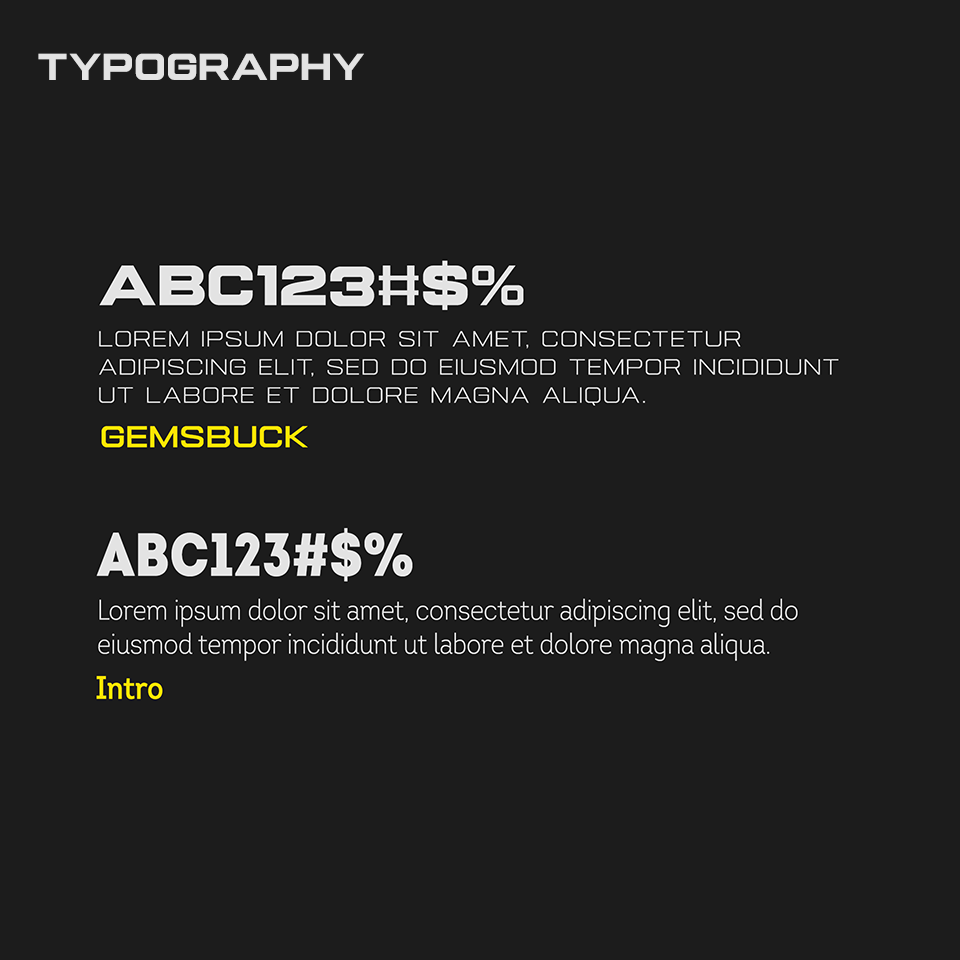 TYPOGRAPHY
ABC123#$%
LOREM IPSUM DOLOR SIT AMET, CONSECTETUR
ADIPISCING ELIT, SED DO EIUSMOD TEMPOR INCIDIDUNT
UT LABORE ET DOLORE MAGNA ALIQUA.
GEMSBUCK
ABC123#$%
Lorem ipsum dolor sit amet, consectetur adipiscing elit, sed do
eiusmod tempor incididunt ut labore et dolore magna aliqua.
Intro